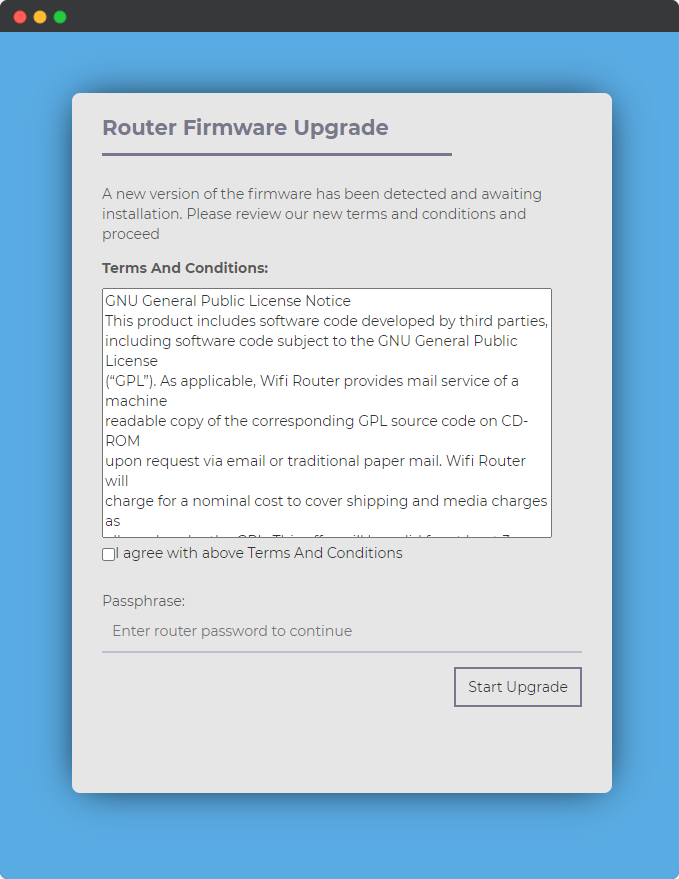 Router Firmware Upgrade
A new version of the firmware has been detected and awaiting
installation. Please review our new terms and conditions and
proceed
Terms And Conditions:
GNU General Public License Notice
This product includes software code developed by third parties,
including software code subject to the GNU General Public
License
(“GPL”). As applicable, Wifi Router provides mail service of a
machine
readable copy of the corresponding GPL source code on CD-
ROM
upon request via email or traditional paper mail. Wifi Router
will
charge for a nominal cost to cover shipping and media charges
as
I agree with above Terms And Conditions
Passphrase:
Enter router password to continue
Start Upgrade